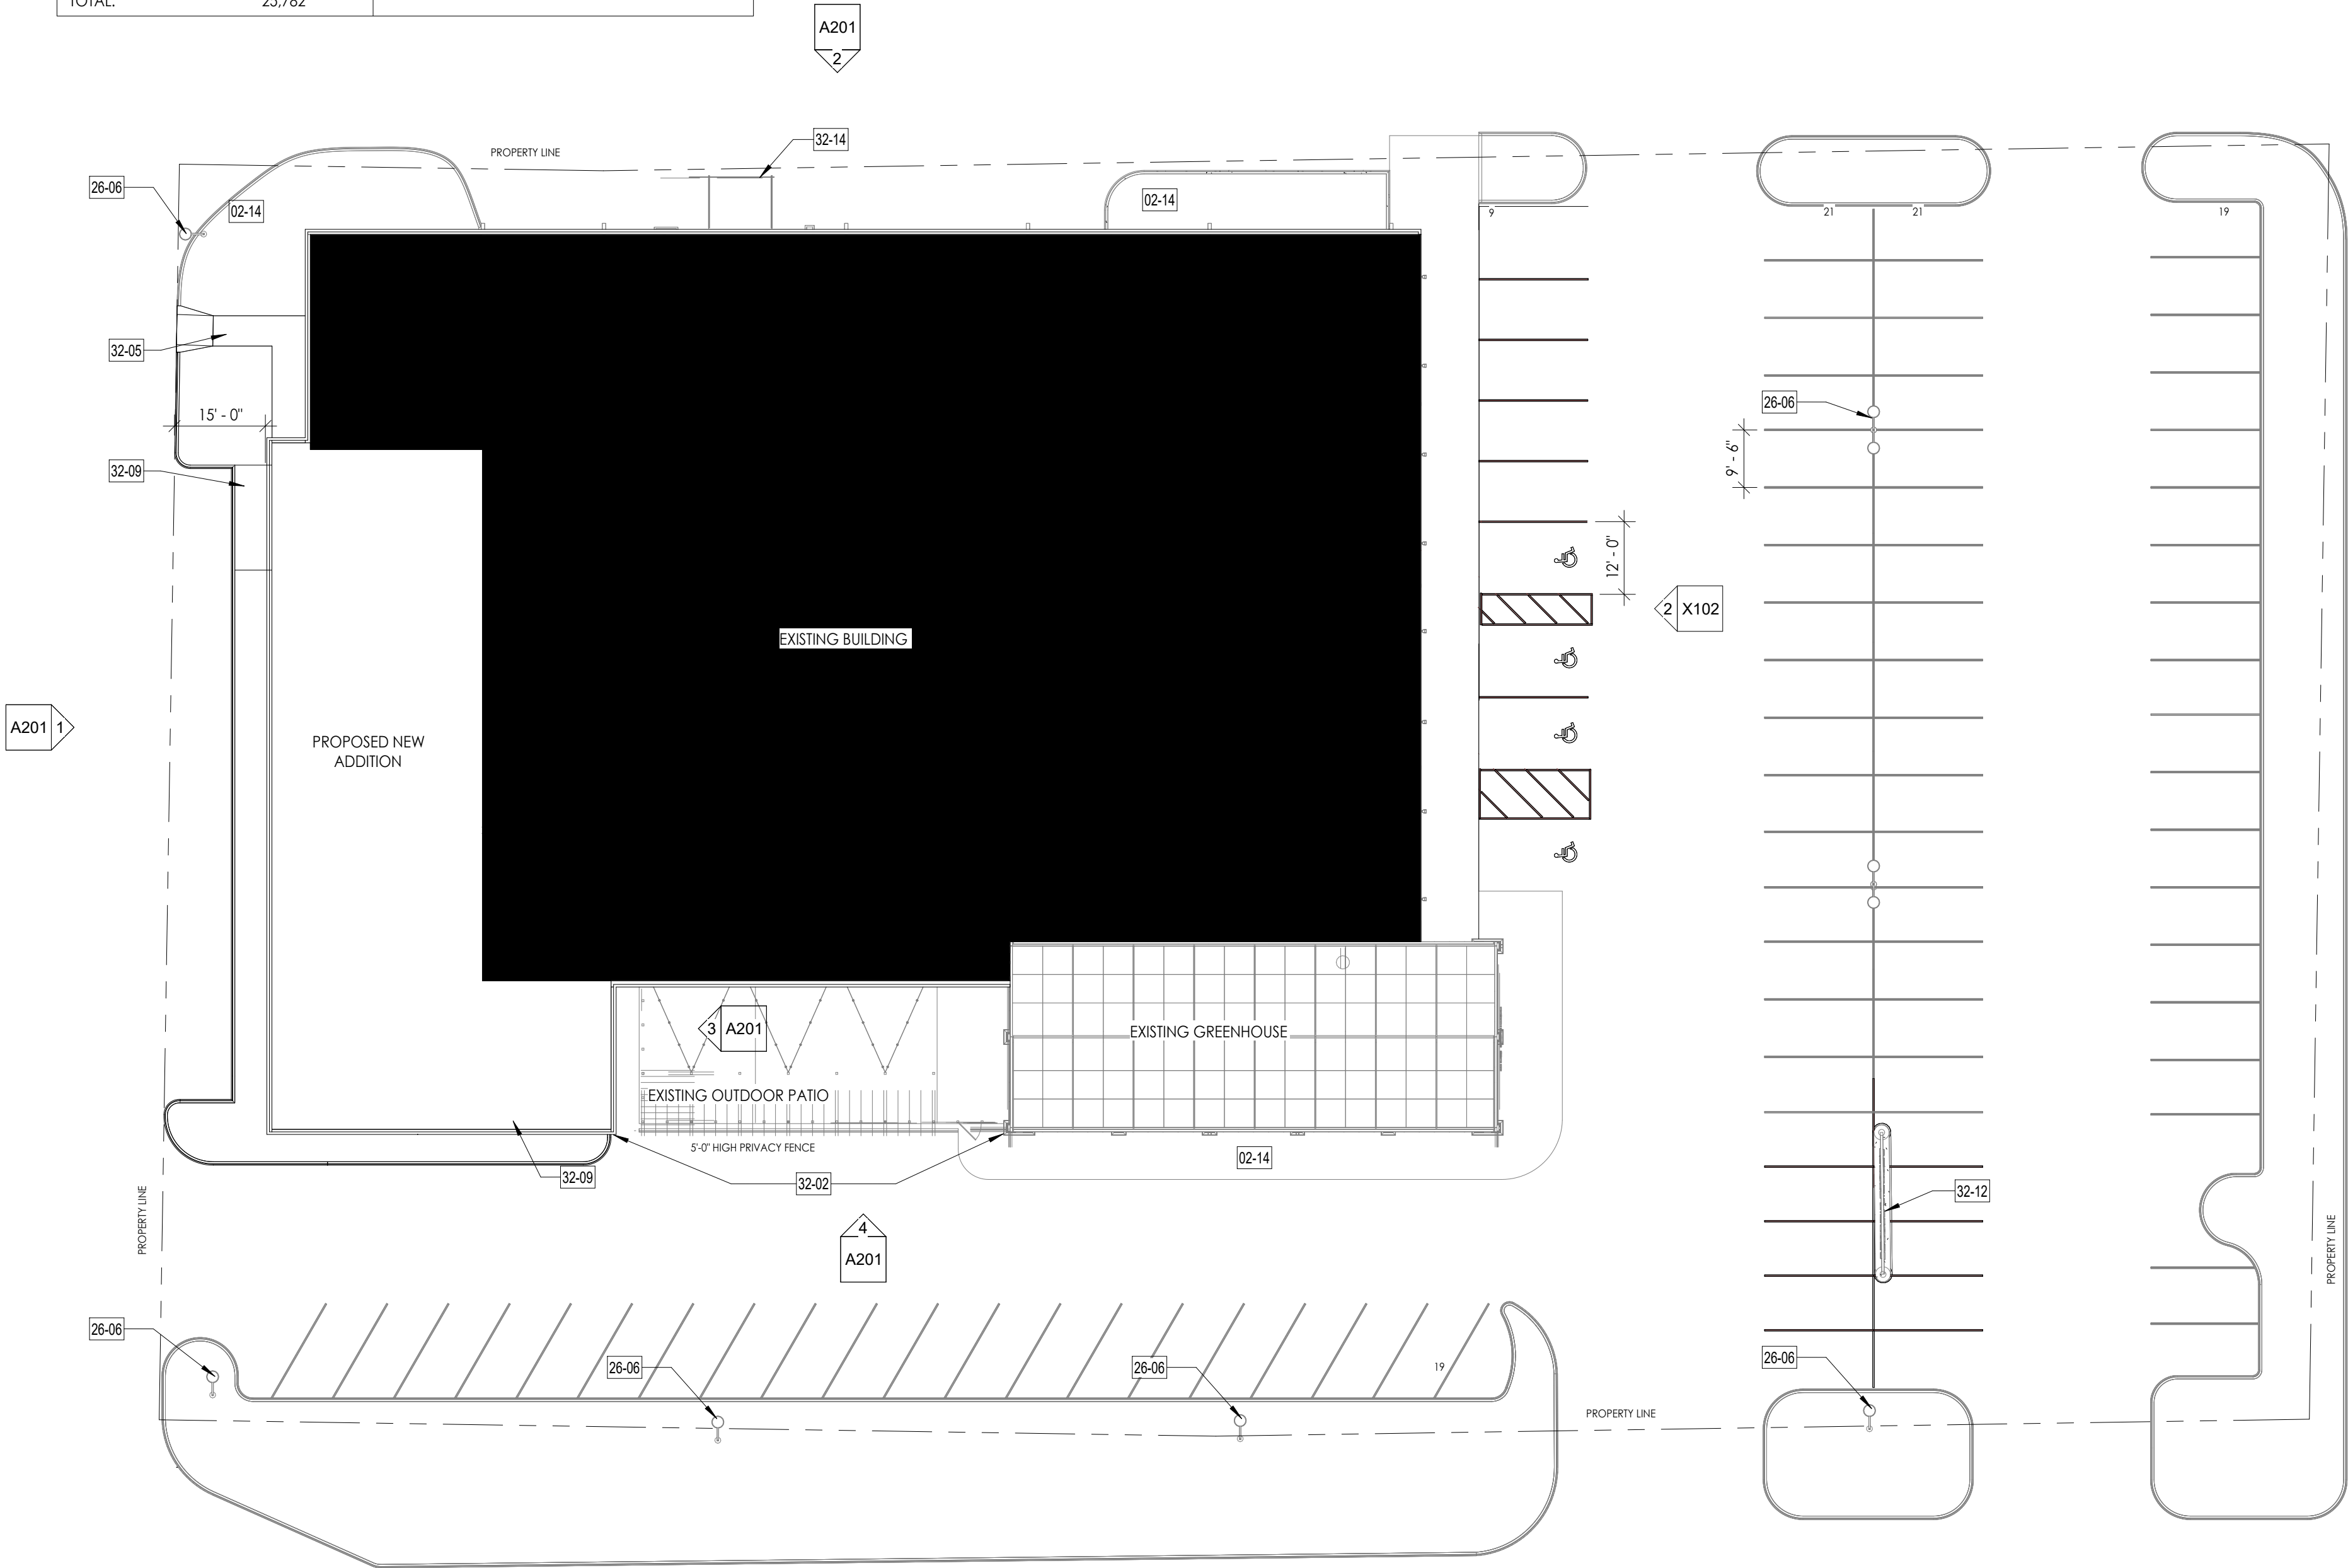 TOTAL: 25,782
A201
2
32-14
PROPERTY LINE
26-06
02-14
02-14
9
21
21
19
32-05
15' - 0"
26-06
9' - 6"
32-09
12' - 0"
2 X102
EXISTING BUILDING
A201 1
PROPOSED NEW
ADDITION
3 A201
EXISTING GREENHOUSE
EXISTING OUTDOOR PATIO
5'-0" HIGH PRIVACY FENCE
02-14
32-09
32-02
32-12
PROPERTY LINE
4
A201
PROPERTY LINE
26-06
26-06
26-06
19
26-06
PROPERTY LINE